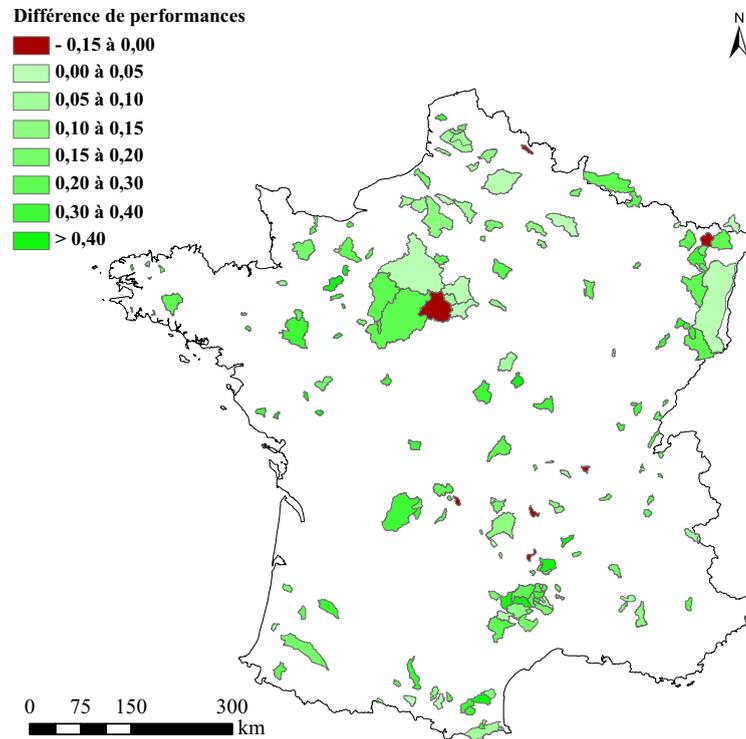 Différence de performances
- 0,15 à 0,00
0,00 à 0,05
0,05 à 0,10
0,10 à 0,15
0,15 à 0,20
0,20 à 0,30
0,30 à 0,40
> 0,40
N
0 75 150 300
km